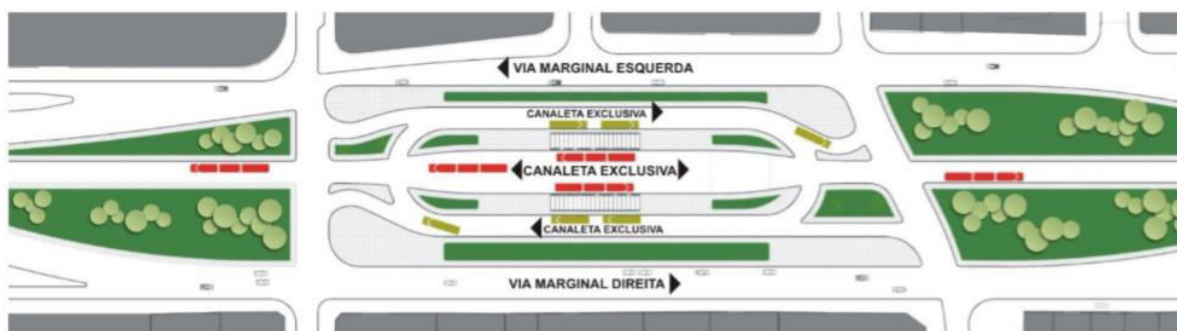 VIA MARGINAL ESQUERDA
CANALETA EXCLUSIVA
CANALETA EXCLUSIVA
CANALETA EXCLUSIVA
VIA MARGINAL DIREITA